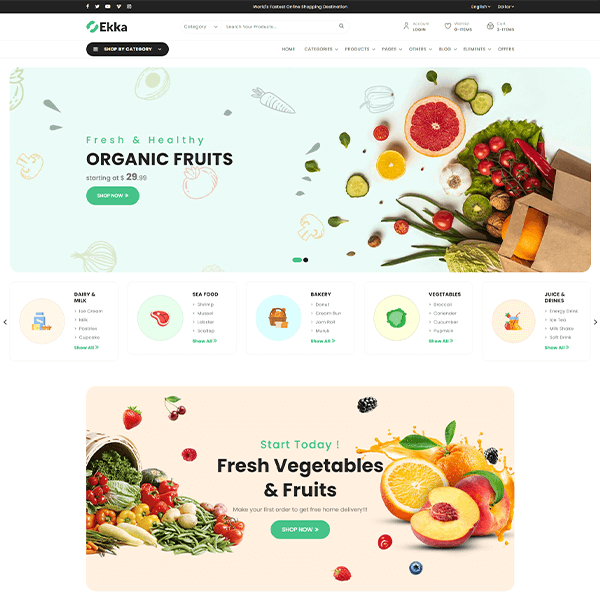 World's Fastest Online Shopping Destination
English
Dollar
Ekka
Category
Search Your Products...
Account
LOGIN
Wishlist
0-ITEMS
Cart
3-ITEMS
SHOP BY CATEGORY
HOME CATEGORIES PRODUCTS PAGES OTHERS BLOG ELEMENTS OFFERS
Fresh & Healthy
ORGANIC FRUITS
starting at $ 29.99
SHOP NOW »
DAIRY &
MILK
Ice Cream
Milk
Pastries
Cupcake
Show All »
SEA FOOD
Shrimp
Mussel
Lobster
Scallop
Show All »
BAKERY
Donut
Cream Bun
Jam Roll
Show All »
VEGETABLES
Broccoli
Coriander
Cucumber
Show All »
JUICE &
DRINKS
Energy Drink
Ice Tea
Milk Shake
Soft Drink
Show All »
Start Today !
Fresh Vegetables
& Fruits
Make your first order to get free home delivery!!!
SHOP NOW »